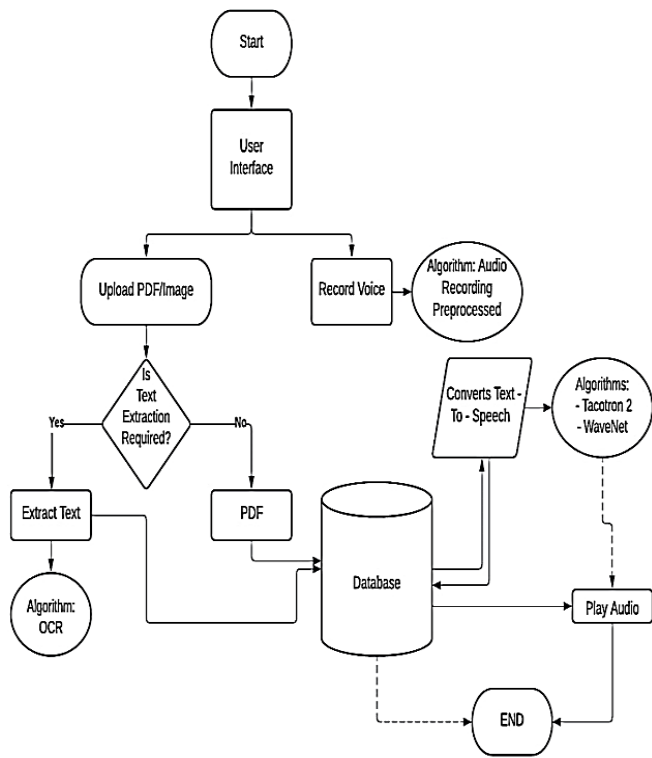 Start
User
Interface
Upload PDF/Image
Record Voice
Algorithm: Audio
Recording
Preprocessed
Is
Text
Extraction
Required?
Yes
No
Converts Text -
To - Speech
Algorithms:
- Tacotron 2
- WaveNet
Extract Text
PDF
Database
Algorithm:
OCR
Play Audio
END